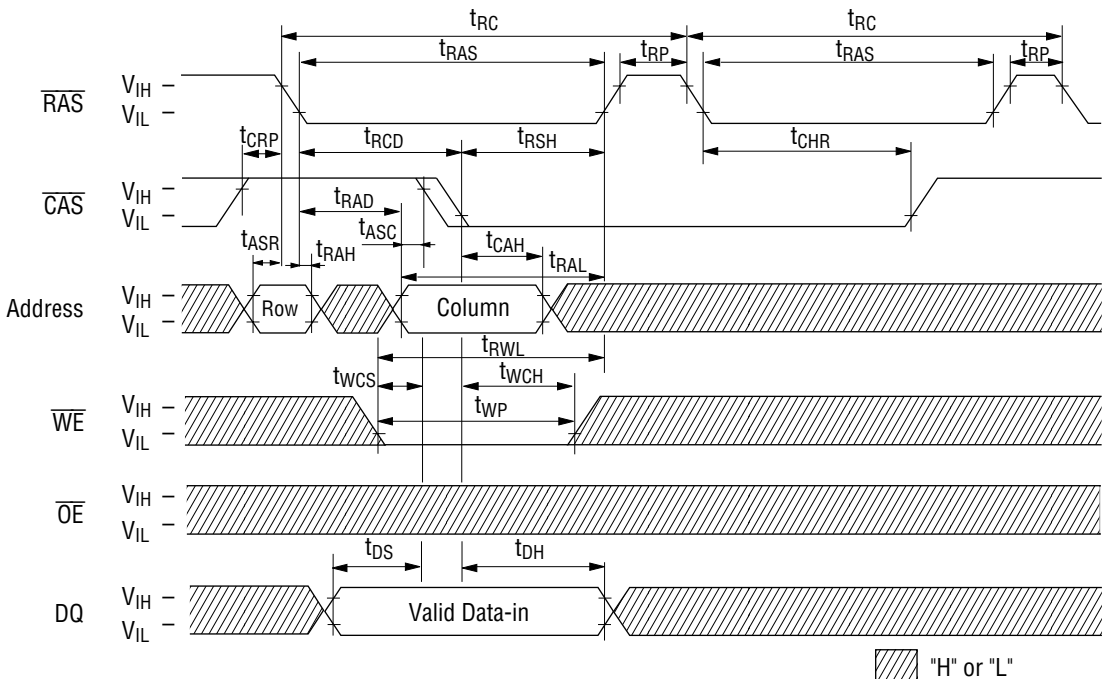 tRC tRC
tRAS tRP tRAS tRP
RAS VIH
VIL
tCRP tRCD tRSH tCHR
CAS VIH
VIL
tRAD
tASC
tASR tRAH tCAH
tRAL
Address VIH
VIL
Row Column
tRWL
tWCS tWCH
tWP
WE VIH
VIL
OE VIH
VIL
tDS tDH
DQ VIH
VIL
Valid Data-in
"H" or "L"